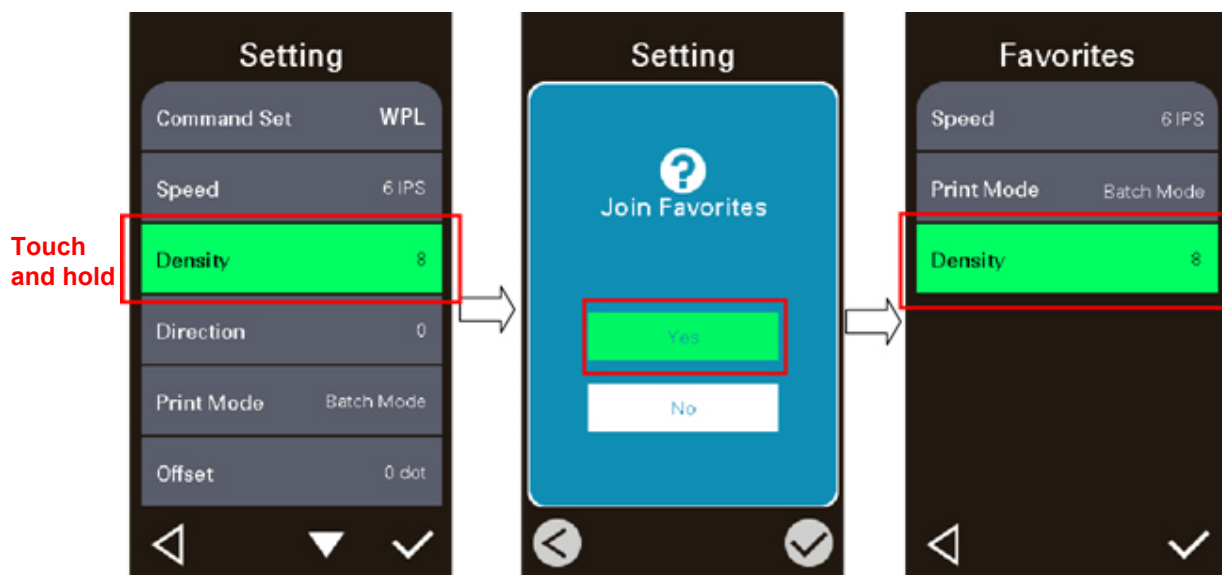 Touch
and hold
Setting
Command Set WPL
Speed 6 IPS
Density 8
Direction 0
Print Mode Batch Mode
Offset 0 dot
Setting
?
Join Favorites
Yes
No
Favorites
Speed 6 IPS
Print Mode Batch Mode
Density 8